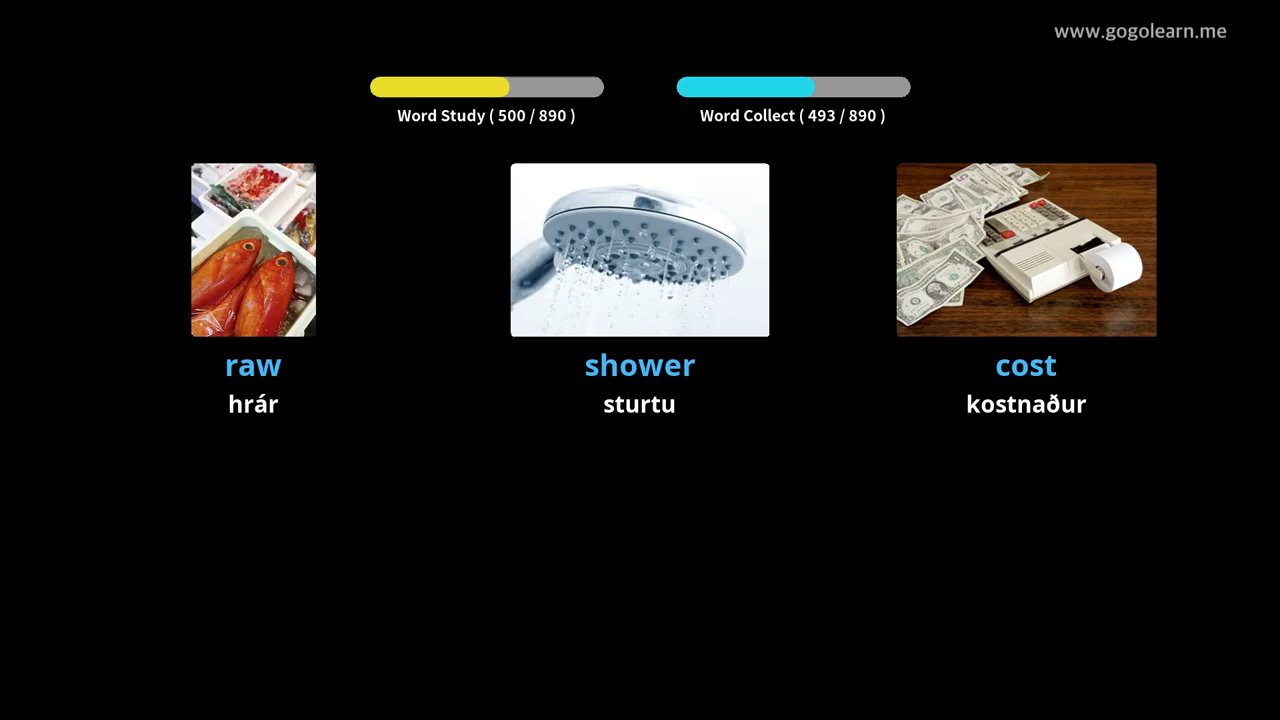 www.gogolearn.me
Word Study ( 500 / 890 )
Word Collect ( 493 / 890 )
raw
shower
cost
hrár
sturtu
kostnaður